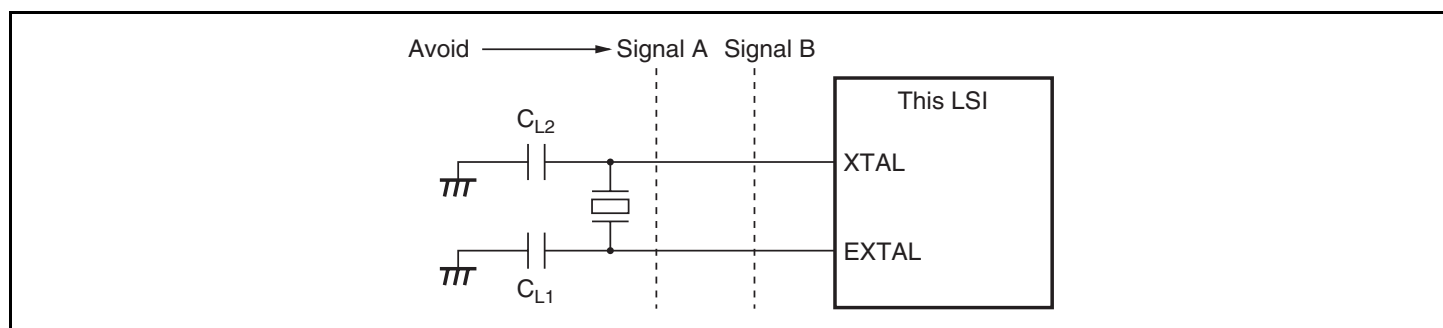 Avoid Signal A Signal B
This LSI
CL2
XTAL
EXTAL
CL1